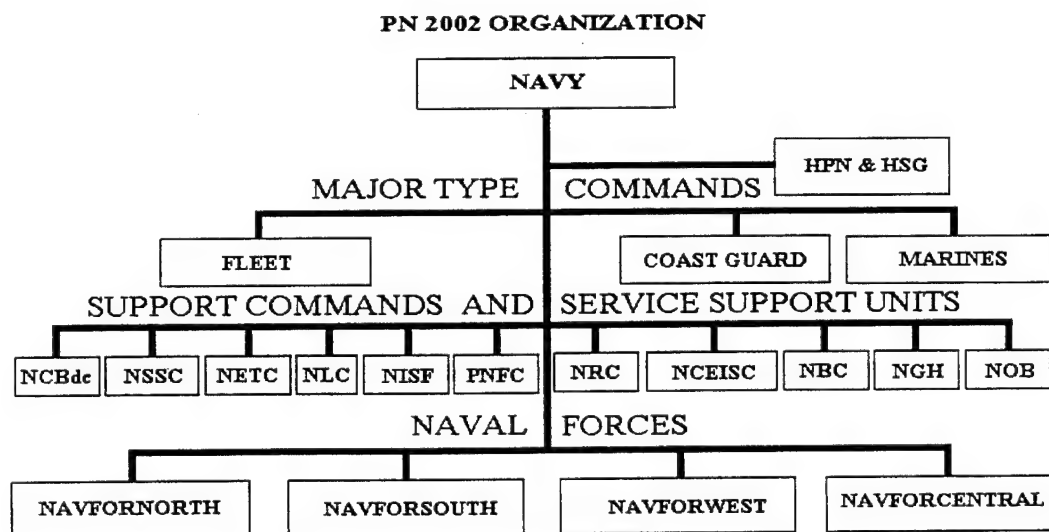 PN 2002 ORGANIZATION
NAVY
HPN & HSG
MAJOR TYPE COMMANDS
FLEET
COAST GUARD
MARINES
SUPPORT COMMANDS AND SERVICE SUPPORT UNITS
NCBde
NSSC
NETC
NLC
NISF
PNFC
NRC
NCEISC
NBC
NGH
NOB
NAVAL FORCES
NAVFORNORTH
NAVFORSOUTH
NAVFORWEST
NAVFORCENTRAL